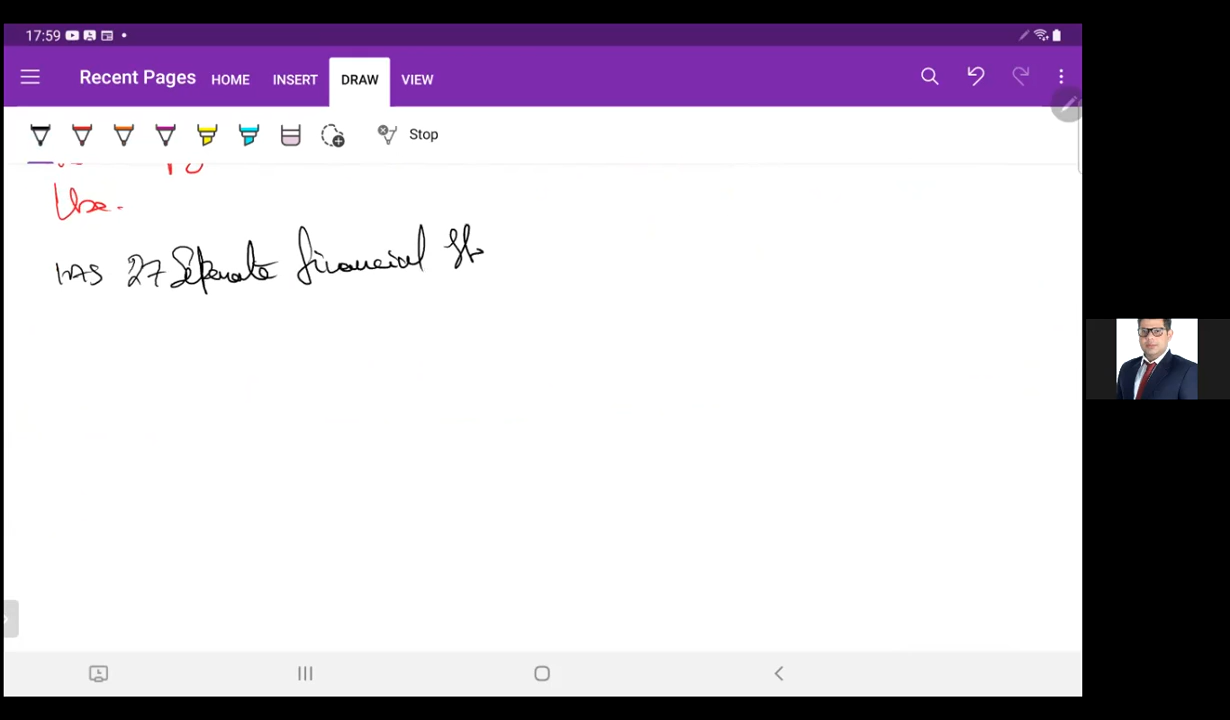 17:59
Recent Pages HOME INSERT DRAW VIEW
Stop
Use.
IAS 27 Separate financial St